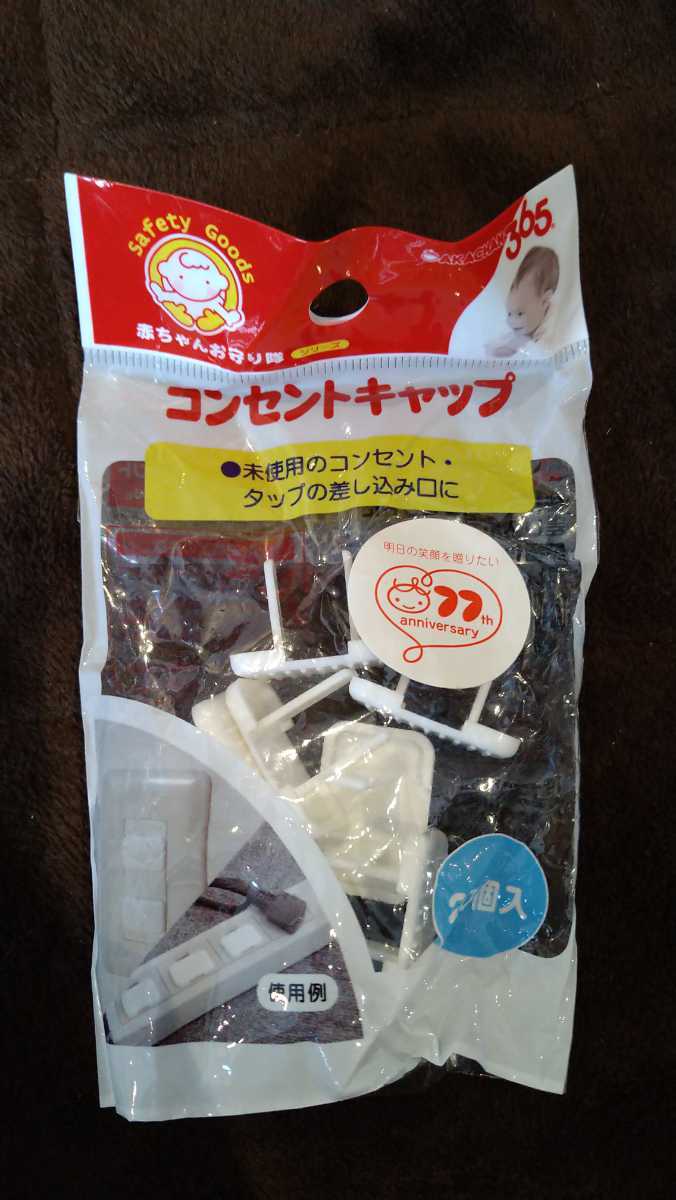 Safety Goods
赤ちゃんお守り隊 シリーズ
AKACHAN 365
コンセントキャップ
●未使用のコンセント・
タップの差し込み口に
明日の笑顔を贈りたい
77th
anniversary
個入
使用例